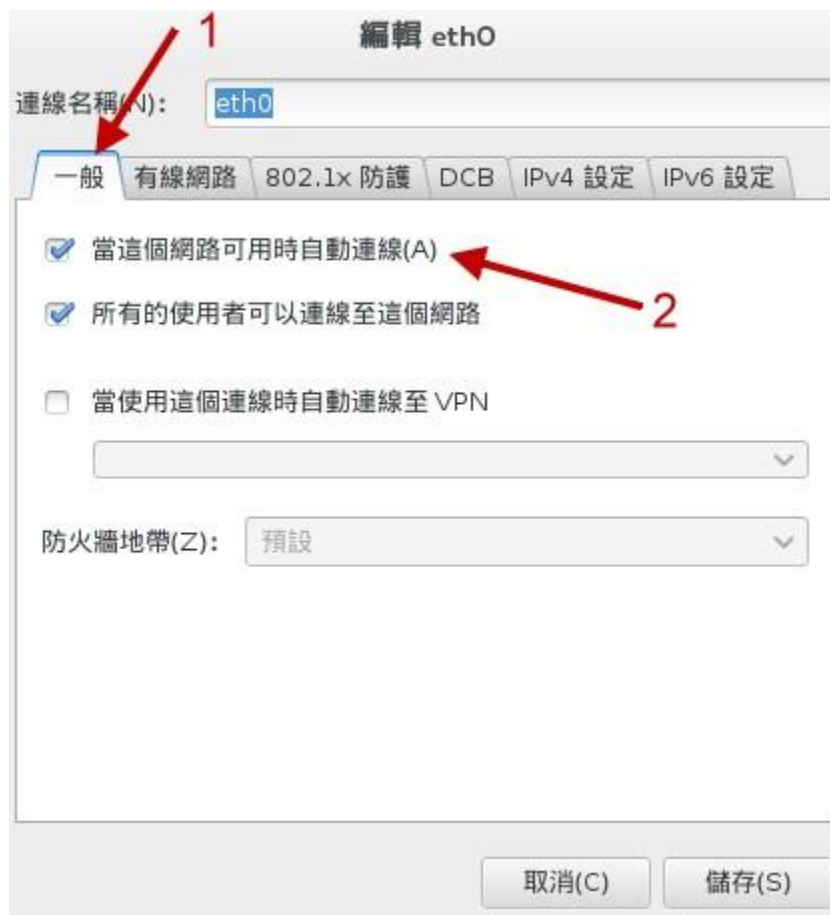 1
編輯 eth0
連線名稱(N): eth0
一般 有線網路 802.1x 防護 DCB IPv4 設定 IPv6 設定
當這個網路可用時自動連線(A)
2
所有的使用者可以連線至這個網路
當使用這個連線時自動連線至 VPN
防火牆地帶(Z): 預設
取消(C) 儲存(S)